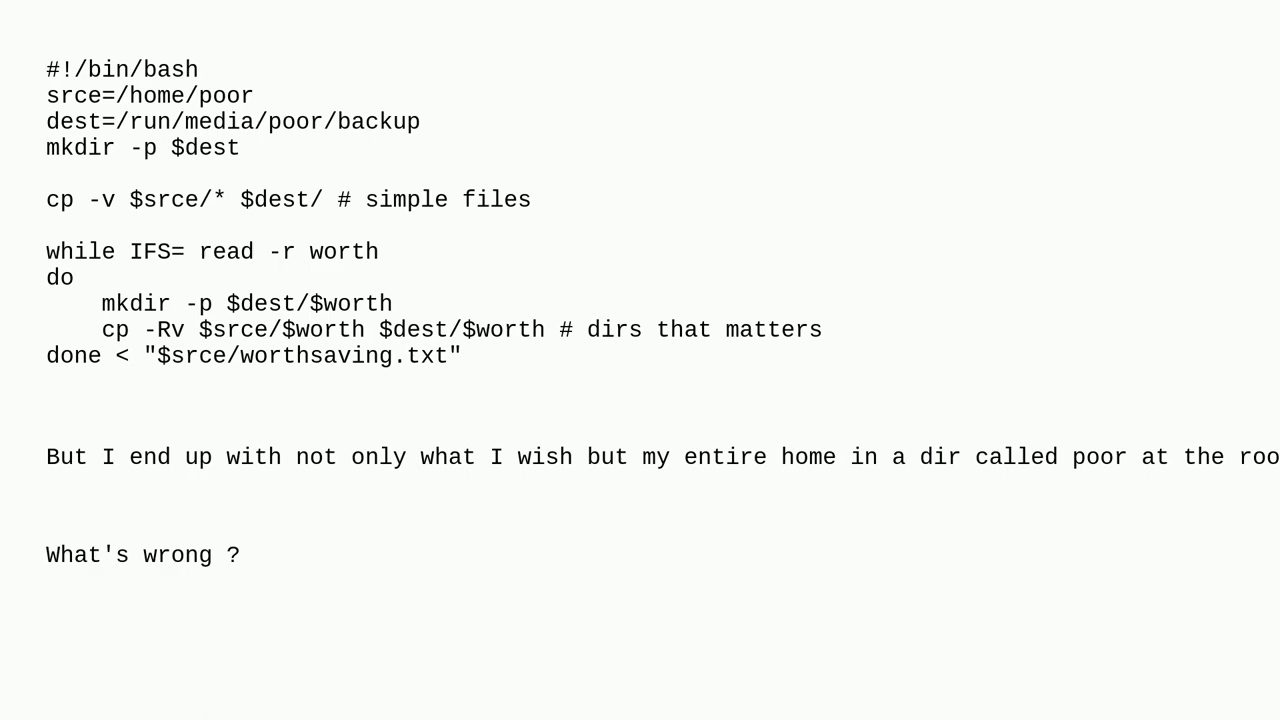 #!/bin/bash
srce=/home/poor
dest=/run/media/poor/backup
mkdir -p $dest
cp -v $srce/* $dest/ # simple files
while IFS= read -r worth
do
    mkdir -p $dest/$worth
    cp -Rv $srce/$worth $dest/$worth # dirs that matters
done < "$srce/worthsaving.txt"
But I end up with not only what I wish but my entire home in a dir called poor at the
What's wrong ?